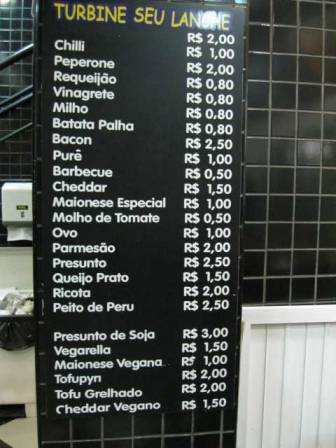 TURBINE SEU LANCHE
R$ 2,00
Chilli R$ 1,00
Peperone R$ 2,00
Requeijão R$ 0,80
Vinagrete R$ 0,80
Milho R$ 0,80
Batata Palha R$ 0,80
Bacon R$ 2,50
Purê R$ 1,00
Barbecue R$ 0,50
Cheddar R$ 1,50
Maionese Especial R$ 1,00
Molho de Tomate R$ 0,50
Ovo R$ 1,00
Parmesão R$ 2,00
Presunto R$ 2,50
Queijo Prato R$ 1,50
Ricota R$ 2,00
Peito de Peru R$ 2,50
Presunto de Soja R$ 3,00
Vegarella R$ 1,50
Maionese Vegana R$ 1,00
Tofupyri R$ 2,00
Tofu Grelhado R$ 2,00
Cheddar Vegano R$ 1,50